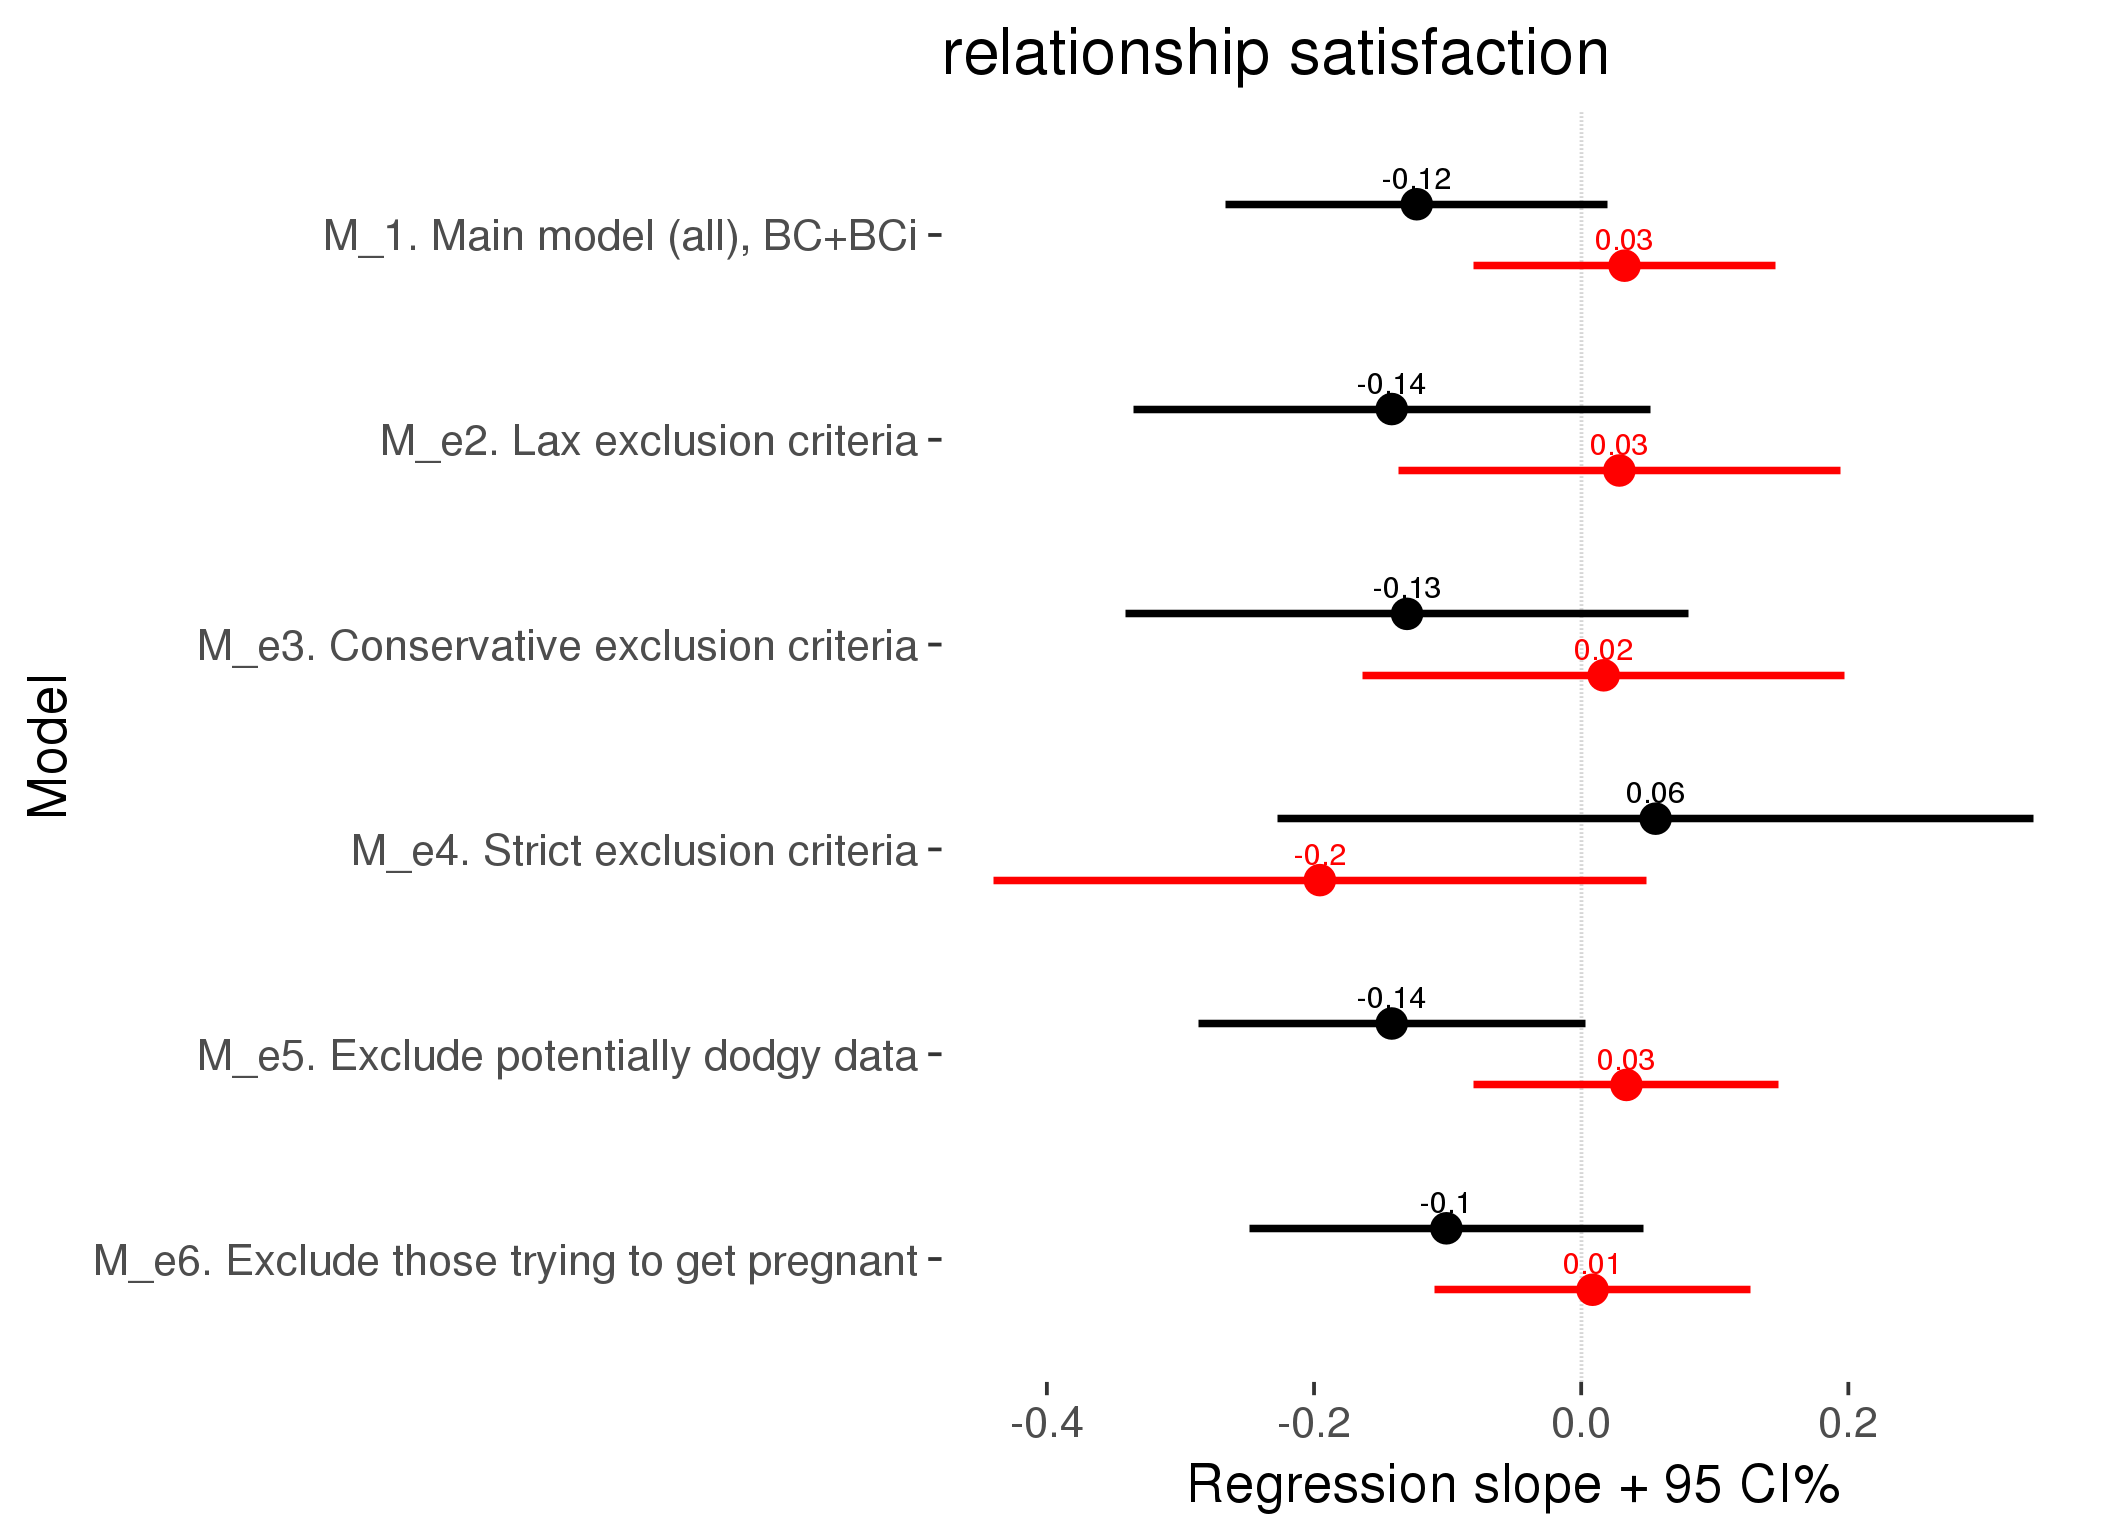 relationship satisfaction
Model
M_1. Main model (all), BC+BCi
-0.12
0.03
M_e2. Lax exclusion criteria
-0.14
0.03
M_e3. Conservative exclusion criteria
-0.13
0.02
M_e4. Strict exclusion criteria
0.06
-0.2
M_e5. Exclude potentially dodgy data
-0.14
0.03
M_e6. Exclude those trying to get pregnant
-0.1
0.01
-0.4 -0.2 0.0 0.2
Regression slope + 95 CI%